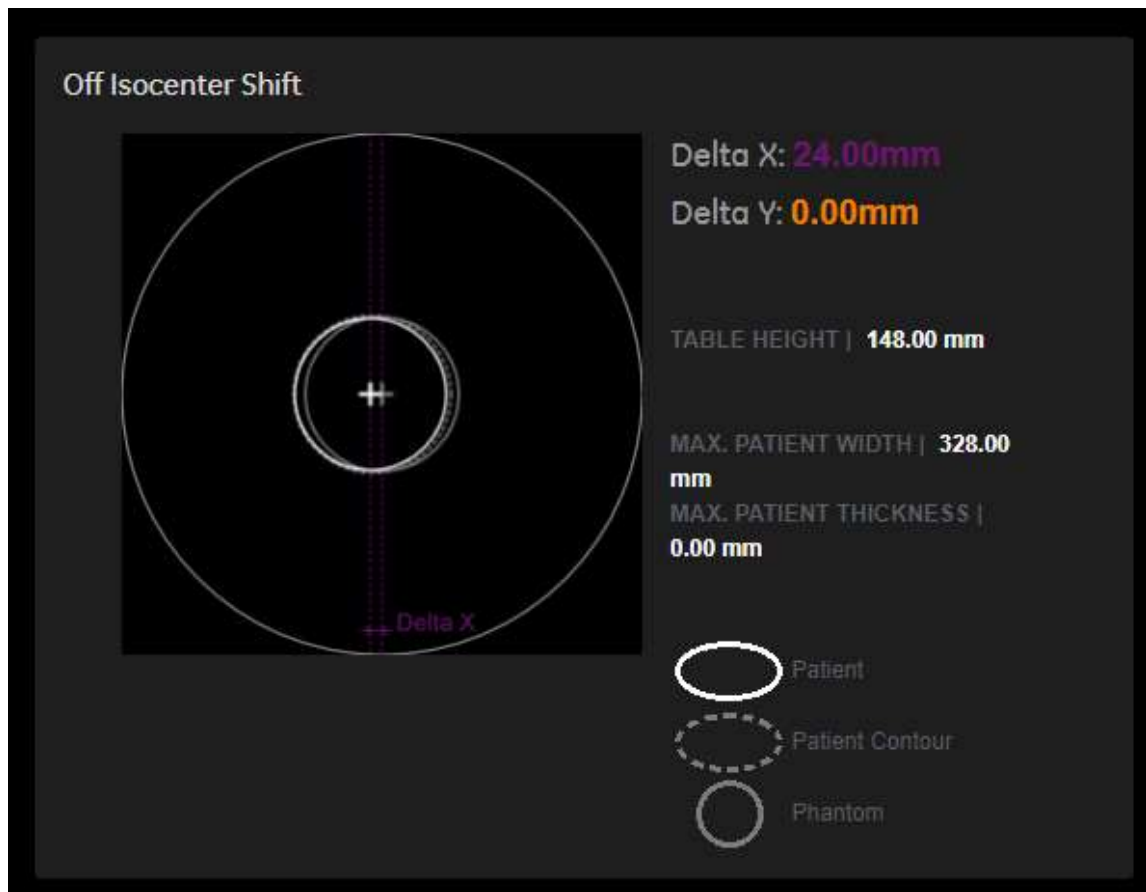 Off Isocenter Shift
Delta X: 24.00mm
Delta Y: 0.00mm
TABLE HEIGHT | 148.00 mm
MAX. PATIENT WIDTH | 328.00
mm
MAX. PATIENT THICKNESS |
0.00 mm
Delta X
Patient
Patient Contour
Phantom